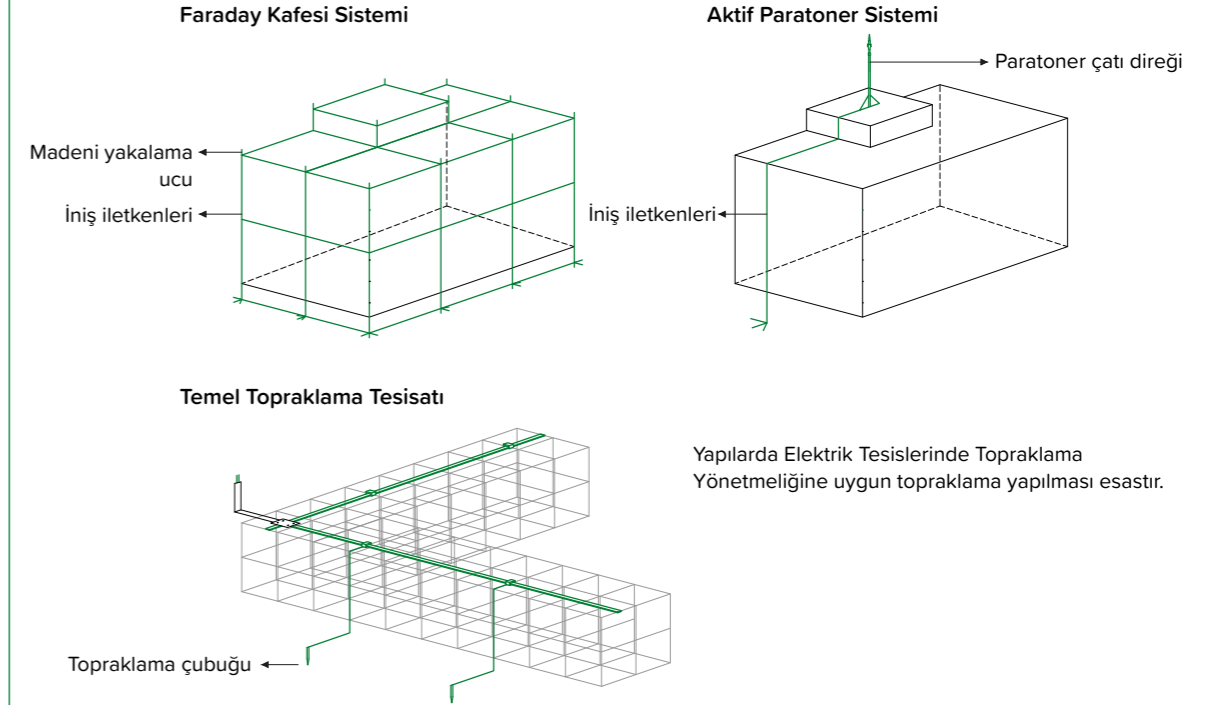 Faraday Kafesi Sistemi
Madeni yakalama
ucu
İniş iletkenleri
Aktif Paratoner Sistemi
Paratoner çatı direği
İniş iletkenleri
Temel Topraklama Tesisatı
Topraklama çubuğu
Yapılarda Elektrik Tesislerinde Topraklama
Yönetmeliğine uygun topraklama yapılması esastır.